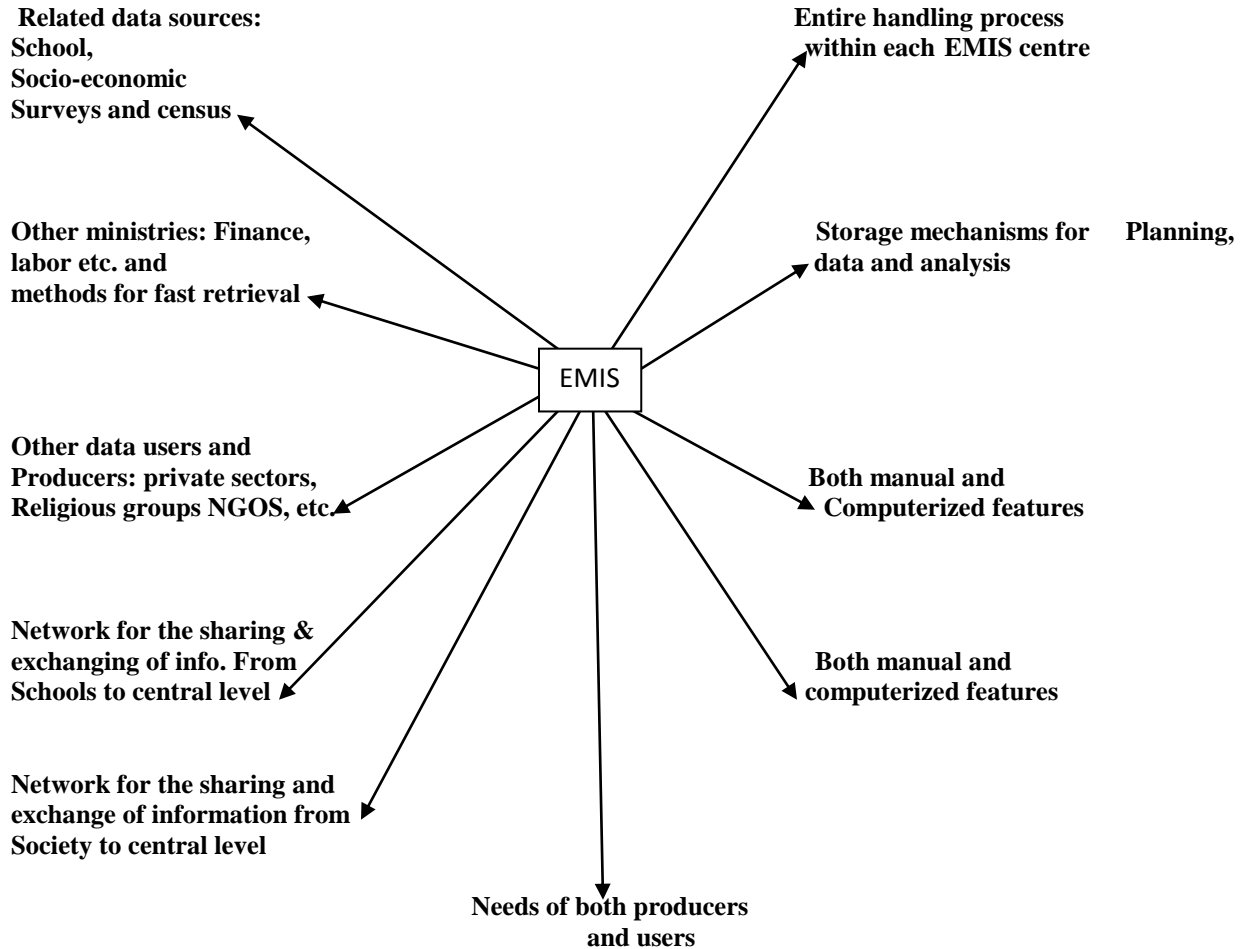 Related data sources:
School,
Socio-economic
Surveys and census
Entire handling process
within each EMIS centre
Other ministries: Finance,
labor etc. and
methods for fast retrieval
Storage mechanisms for Planning,
data and analysis
EMIS
Other data users and
Producers: private sectors,
Religious groups NGOS, etc.
Both manual and
Computerized features
Network for the sharing &
exchanging of info. From
Schools to central level
Both manual and
computerized features
Network for the sharing and
exchange of information from
Society to central level
Needs of both producers
and users